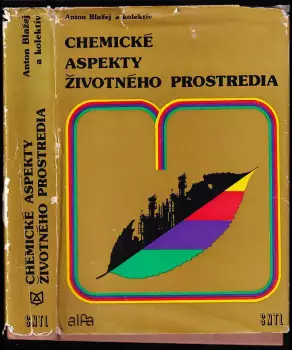 Anton Blažej a kolektív
CHEMICKÉ
ASPEKTY
ŽIVOTNÉHO PROSTREDIA
alfa
SNTL
Anton Blažej
a kolektív
CHEMICKÉ ASPEKTY
ŽIVOTNÉHO PROSTREDIA
SNTL